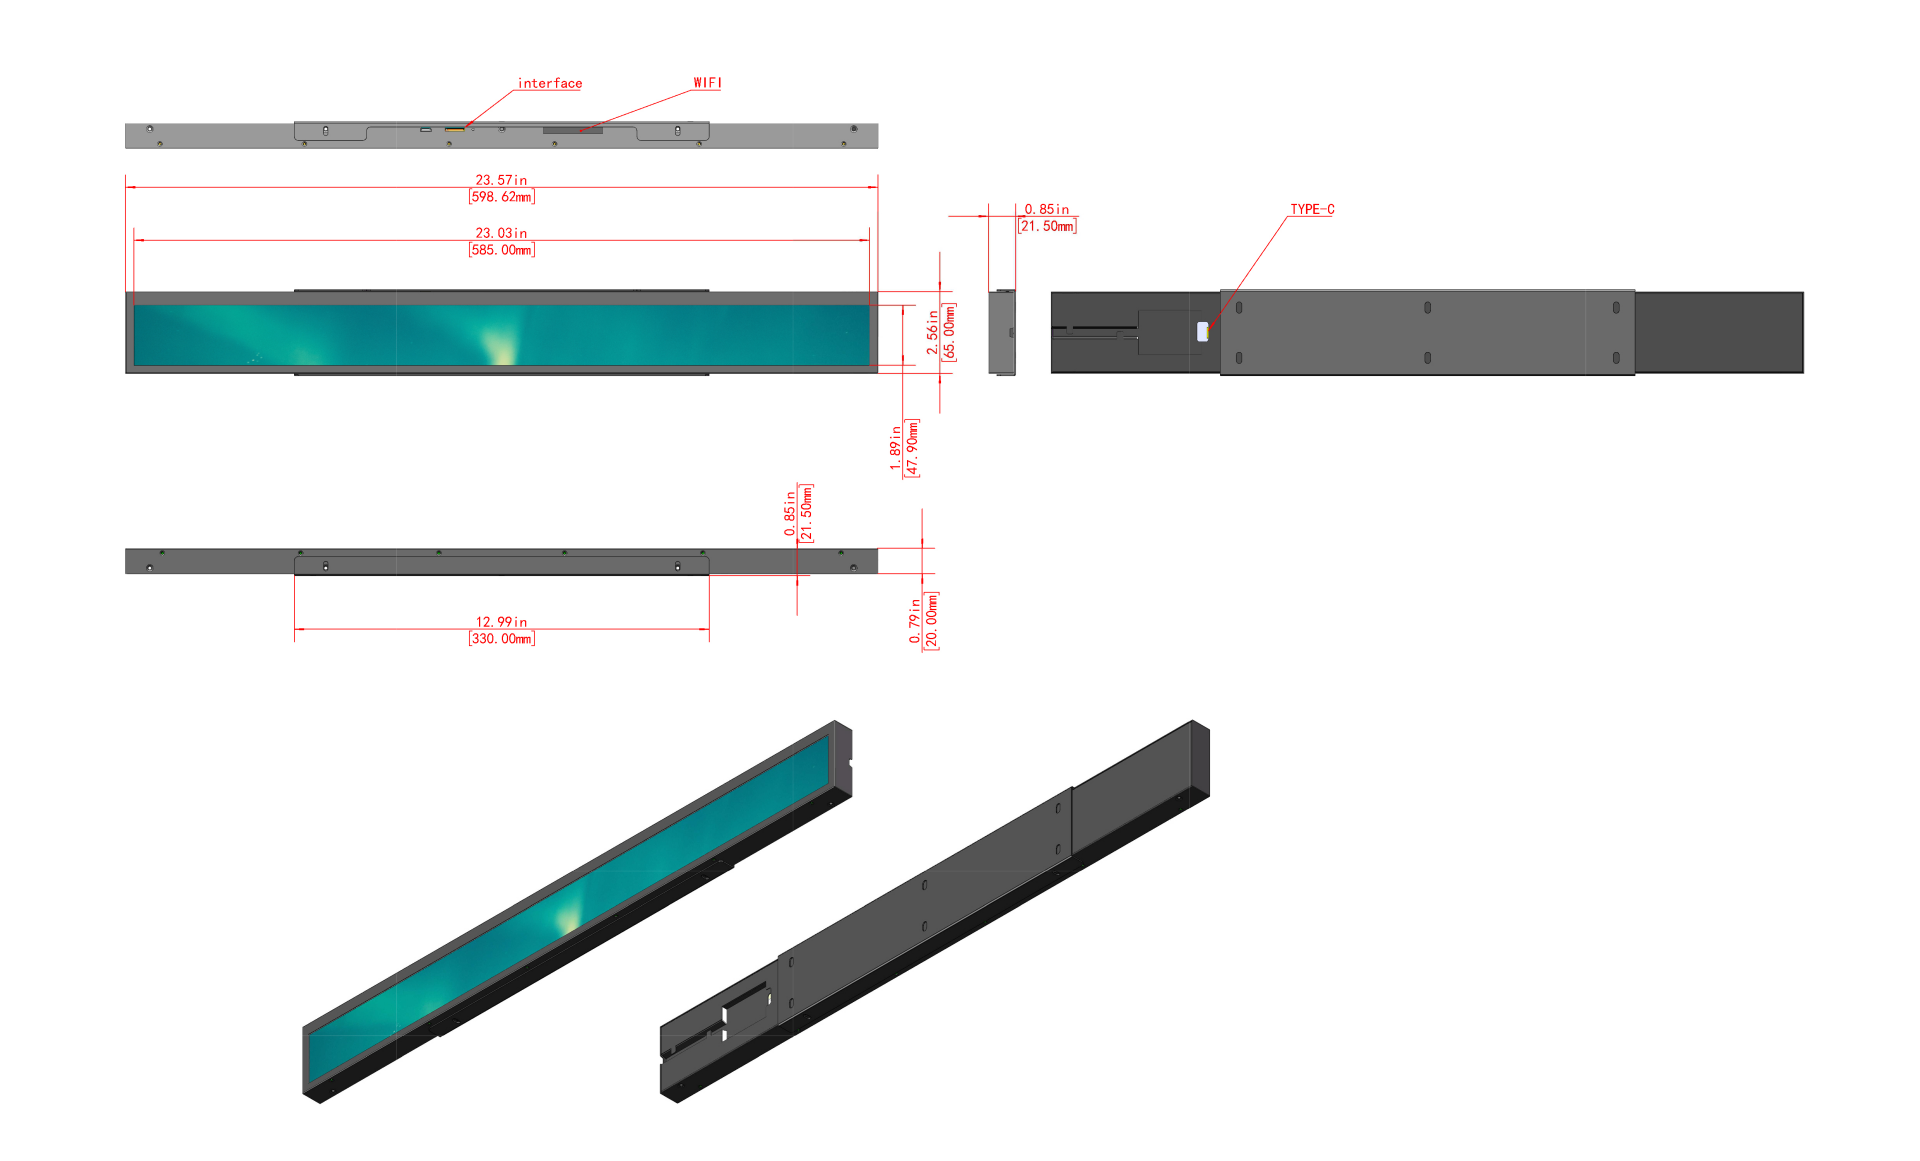 interface
WIFI
23.57in
[598.62mm]
23.03in
[585.00mm]
0.85in
[21.50mm]
TYPE-C
2.56in
[65.00mm]
1.89in
[47.90mm]
0.85in
[21.50mm]
12.99in
[330.00mm]
0.79in
[20.00mm]